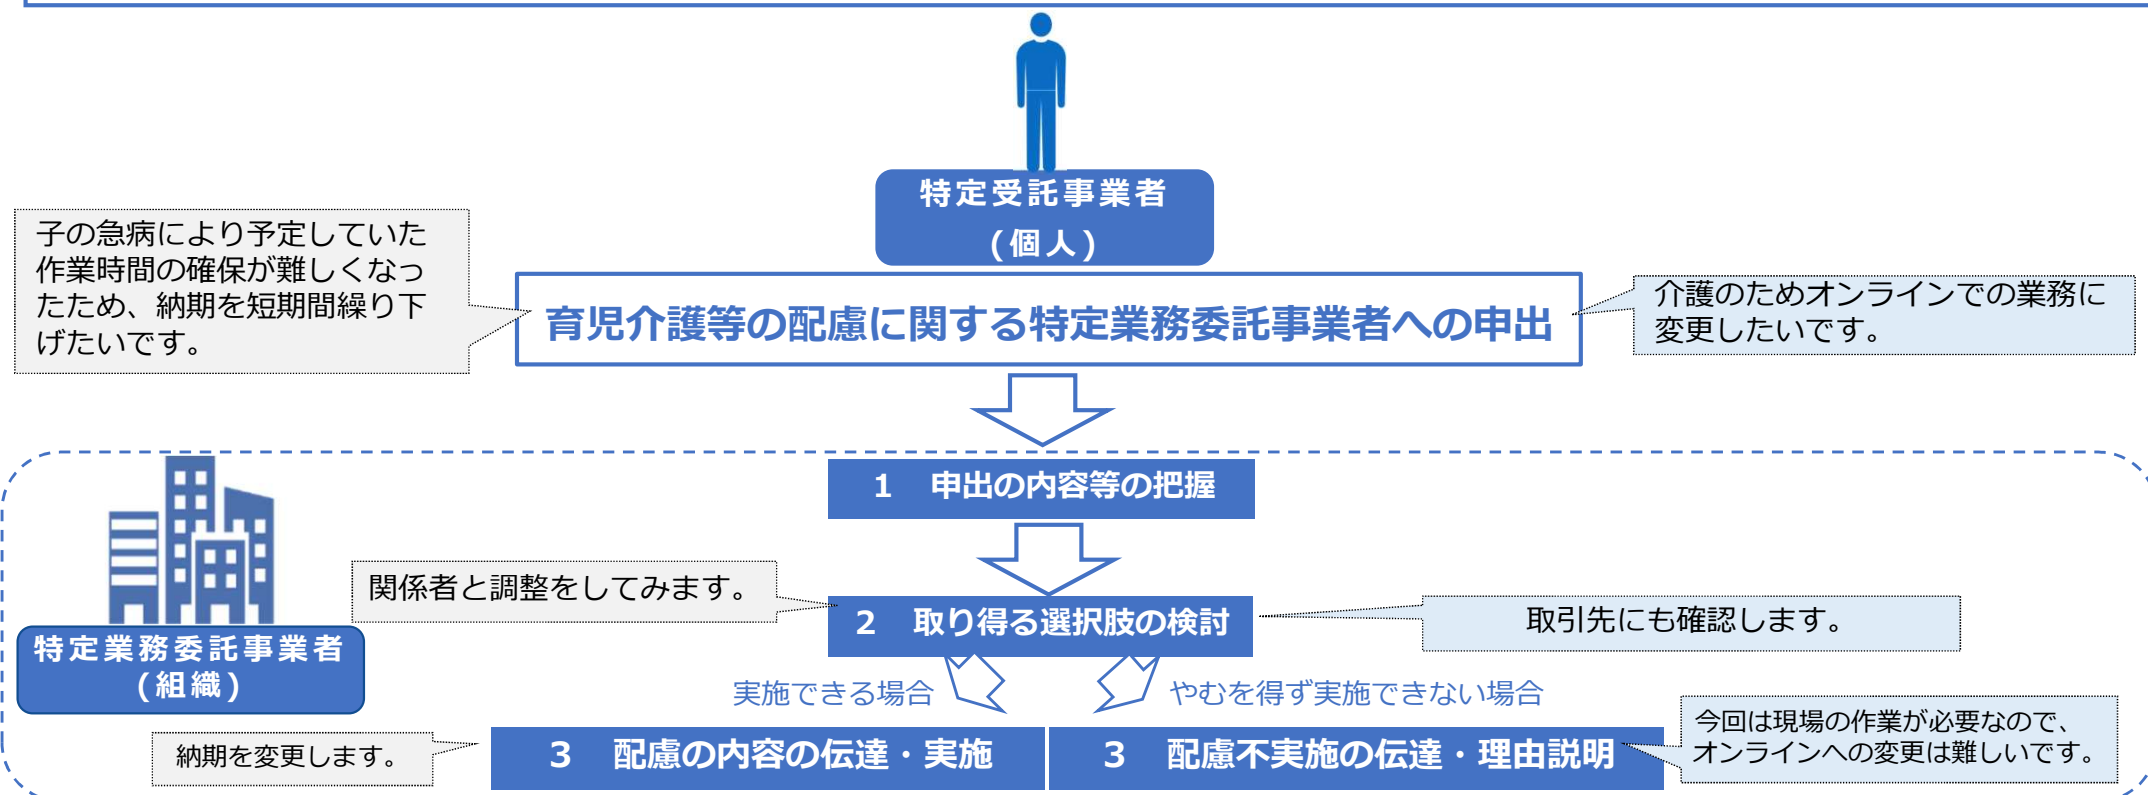 特定受託事業者
(個人)
子の急病により予定していた
作業時間の確保が難しくなっ
たため、納期を短期間繰り下
げたいです。
育児介護等の配慮に関する特定業務委託事業者への申出
介護のためオンラインでの業務に
変更したいです。
1 申出の内容等の把握
関係者と調整をしてみます。
2 取り得る選択肢の検討
取引先にも確認します。
特定業務委託事業者
(組織)
実施できる場合
やむを得ず実施できない場合
納期を変更します。
3 配慮の内容の伝達・実施
3 配慮不実施の伝達・理由説明
今回は現場の作業が必要なので、
オンラインへの変更は難しいです。